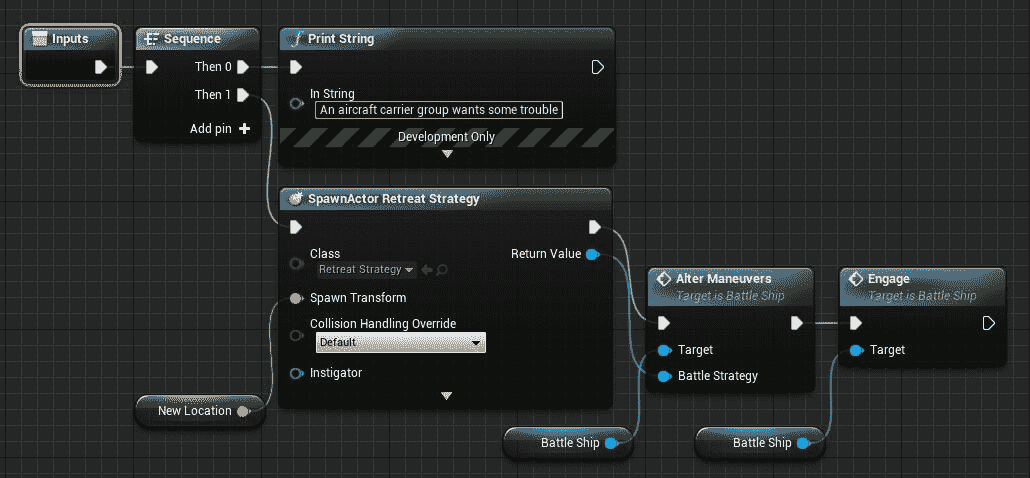 Inputs
Sequence
Then 0
Then 1
Add pin
Print String
In String
An aircraft carrier group wants some trouble
Development Only
SpawnActor Retreat Strategy
Class
Retreat Strategy
Return Value
Spawn Transform
Collision Handling Override
Default
Instigator
New Location
Alter Maneuvers
Target is Battle Ship
Target
Battle Strategy
Battle Ship
Engage
Target is Battle Ship
Target
Battle Ship